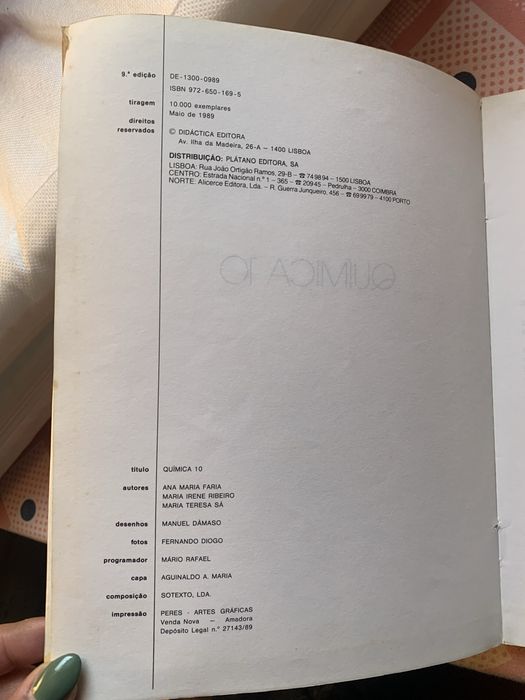 9.ª edição DE-1300-0989
ISBN 972-650-169-5
tiragem 10.000 exemplares
Maio de 1989
direitos
reservados © DIDÁCTICA EDITORA
Av. Ilha da Madeira, 26-A — 1400 LISBOA
DISTRIBUIÇÃO: PLÁTANO EDITORA, SA
LISBOA: Rua João Ortigão Ramos, 29-B – ☎ 749894 – 1500 LISBOA
CENTRO: Estrada Nacional n.º 1 – 365 – ☎ 20945 – Pedrulha – 3000 COIMBRA
NORTE: Alicerce Editora, Lda. – R. Guerra Junqueiro, 456 – ☎ 699979 – 4100 PORTO
QUIMICA 10
título QUÍMICA 10
autores ANA MARIA FARIA
MARIA IRENE RIBEIRO
MARIA TERESA SÁ
desenhos MANUEL DÂMASO
fotos FERNANDO DIOGO
programador MÁRIO RAFAEL
capa AGUINALDO A. MARIA
composição SOTEXTO, LDA.
impressão PERES - ARTES GRÁFICAS
Venda Nova — Amadora
Depósito Legal n.º 27143/89